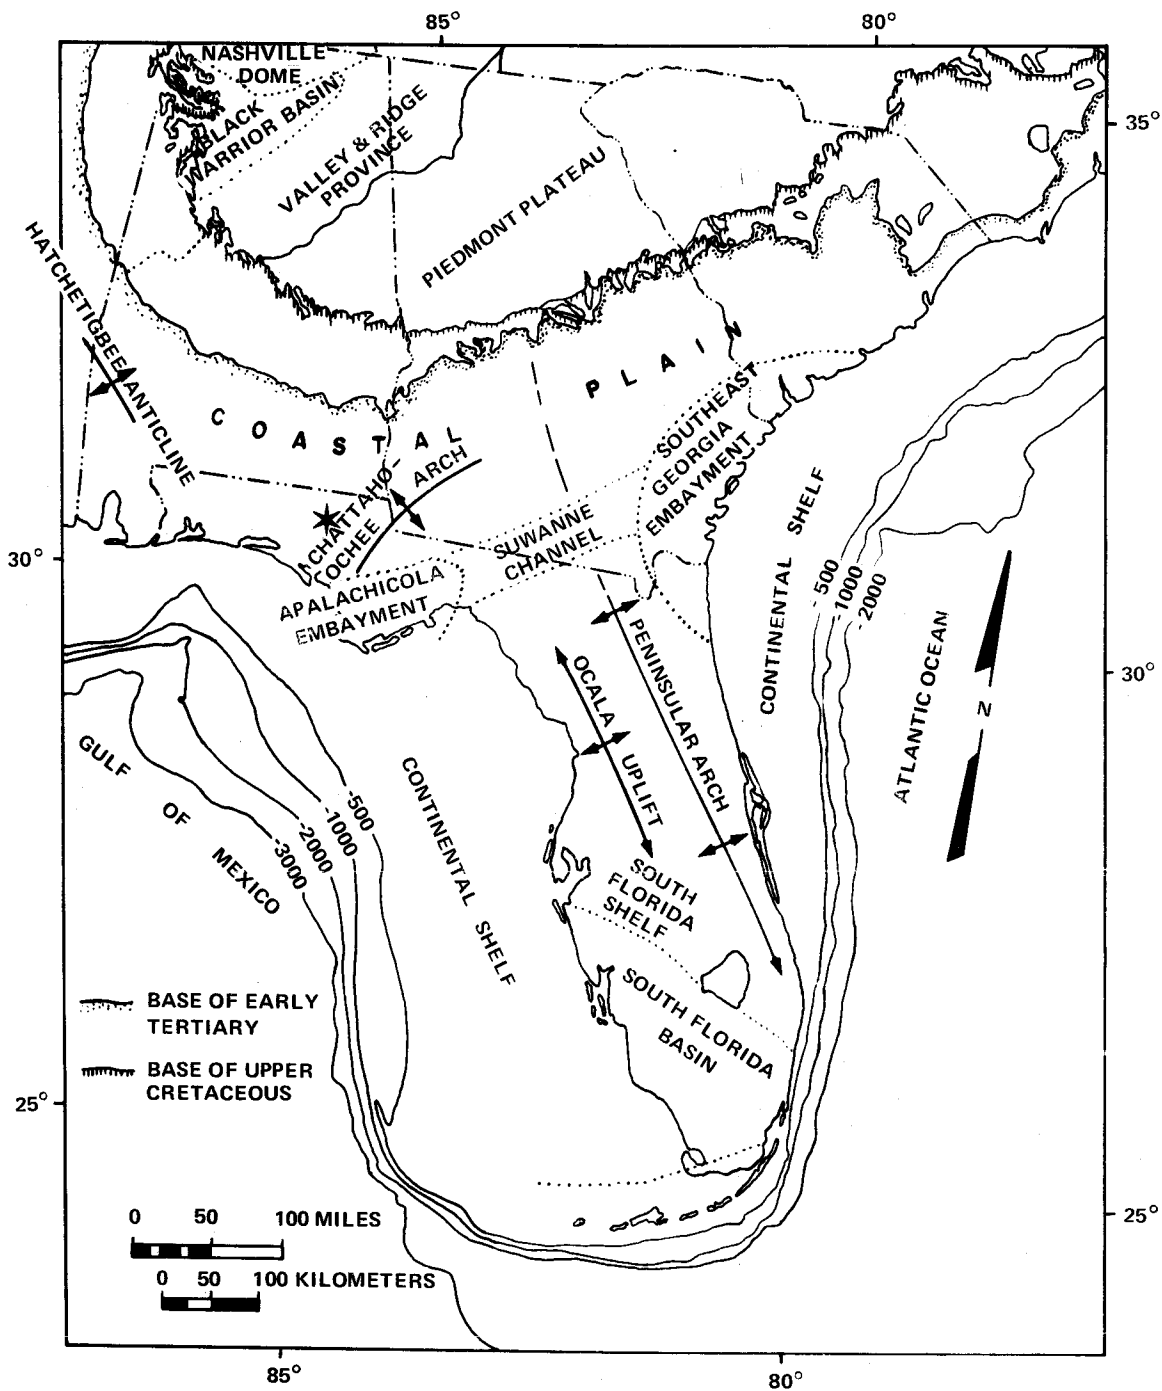 85°
80°
NASHVILLE
DOME
BLACK
WARRIOR BASIN
VALLEY & RIDGE
PROVINCE
35°
PIEDMONT PLATEAU
HATCHETIGBEE ANTICLINE
COASTAL
PLAIN
SOUTHEAST
GEORGIA
EMBAYMENT
CHATTAHO-
OCHEE ARCH
SUWANNE
CHANNEL
30°
APALACHICOLA
EMBAYMENT
CONTINENTAL SHELF
-500
-1000
-2000
ATLANTIC OCEAN
30°
N
PENINSULAR ARCH
OCALA UPLIFT
GULF
OF
MEXICO
-500
-1000
-2000
-3000
CONTINENTAL SHELF
SOUTH
FLORIDA
SHELF
SOUTH FLORIDA
BASIN
BASE OF EARLY
TERTIARY
BASE OF UPPER
CRETACEOUS
25°
25°
0 50 100 MILES
0 50 100 KILOMETERS
85°
80°